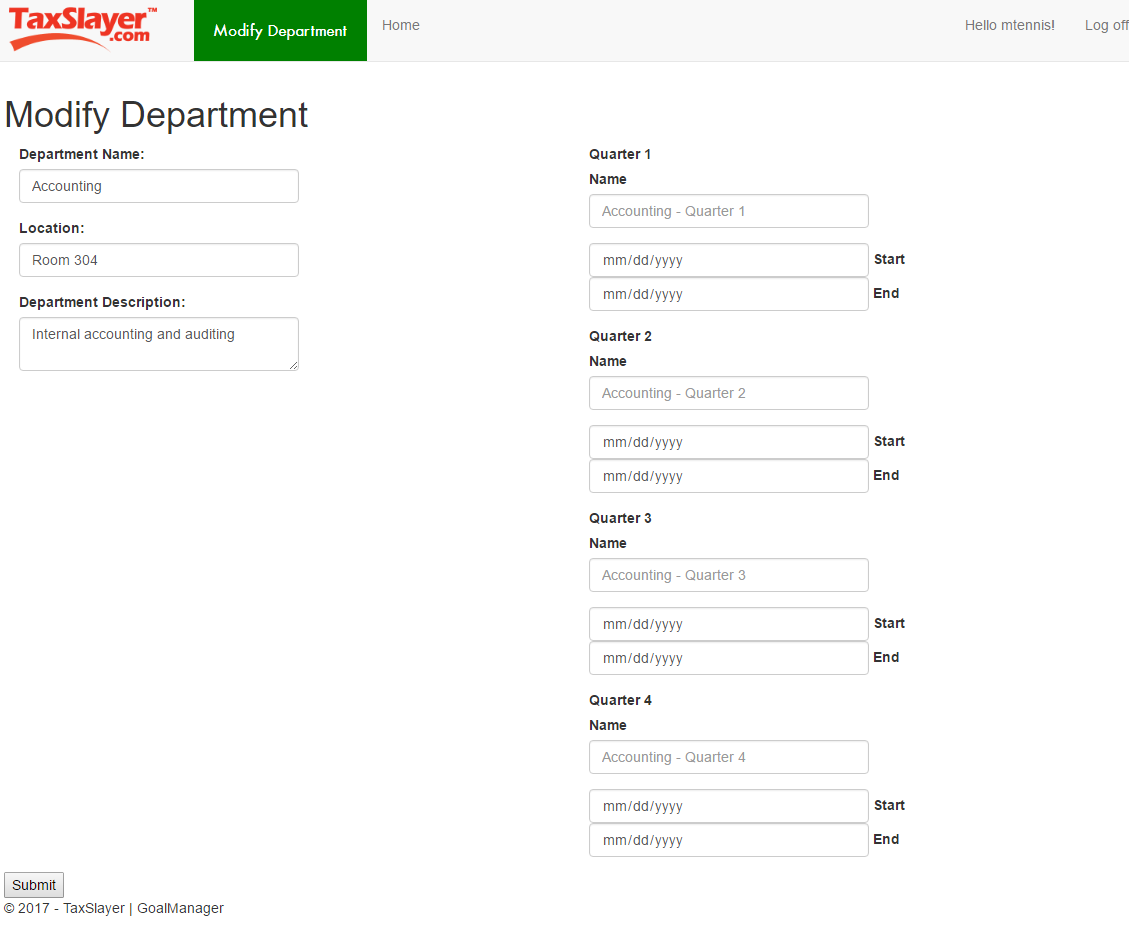 TaxSlayer™
.com
Modify Department
Home
Hello mtennis!
Log off
Modify Department
Department Name:
Accounting
Location:
Room 304
Department Description:
Internal accounting and auditing
Quarter 1
Name
Accounting - Quarter 1
mm/dd/yyyy Start
mm/dd/yyyy End
Quarter 2
Name
Accounting - Quarter 2
mm/dd/yyyy Start
mm/dd/yyyy End
Quarter 3
Name
Accounting - Quarter 3
mm/dd/yyyy Start
mm/dd/yyyy End
Quarter 4
Name
Accounting - Quarter 4
mm/dd/yyyy Start
mm/dd/yyyy End
Submit
© 2017 - TaxSlayer | GoalManager